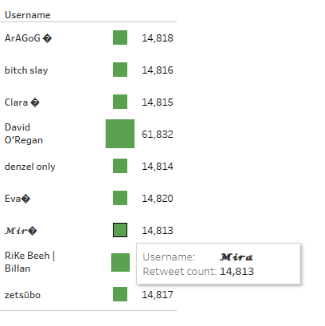 Username
ArAGoG � 14,818
bitch slay 14,816
Clara � 14,815
David
O'Regan 61,832
denzel only 14,814
Eva� 14,820
𝓜𝓲𝓻� 14,813
RiKe Beeh |
Billan
Username: 𝓜𝓲𝓻𝓪
Retweet count: 14,813
zetsūbo 14,817